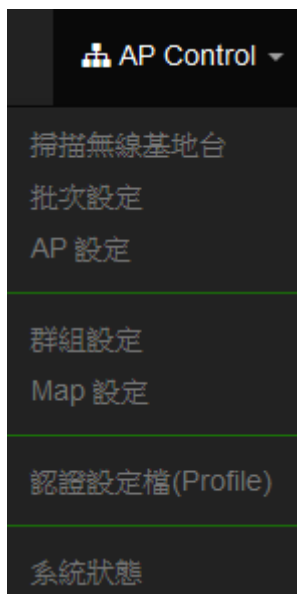 AP Control
掃描無線基地台
批次設定
AP 設定
群組設定
Map 設定
認證設定檔(Profile)
系統狀態